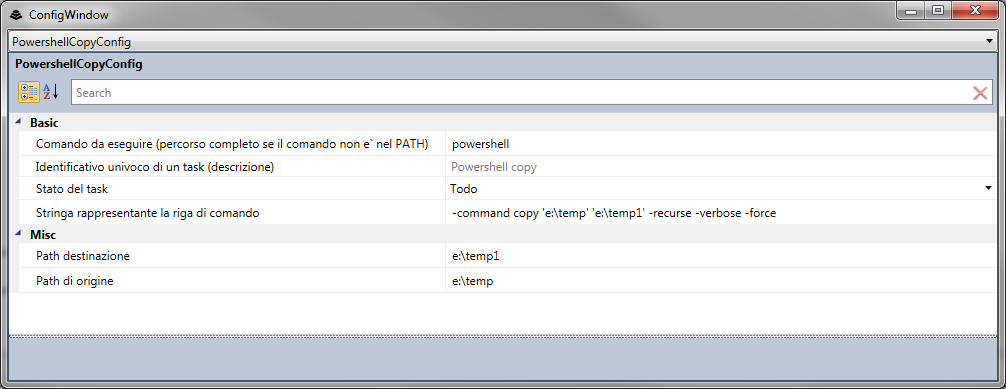 ConfigWindow
PowershellCopyConfig
PowershellCopyConfig
A Z Search
Basic
Comando da eseguire (percorso completo se il comando non e` nel PATH) powershell
Identificativo univoco di un task (descrizione) Powershell copy
Stato del task Todo
Stringa rappresentante la riga di comando -command copy 'e:\temp' 'e:\temp1' -recurse -verbose -force
Misc
Path destinazione e:\temp1
Path di origine e:\temp